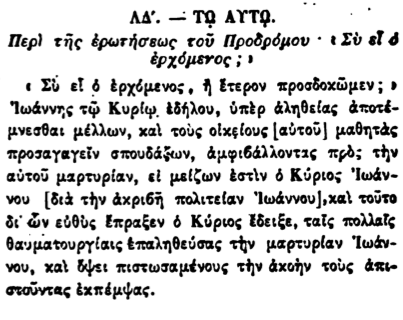 ΛΔ'. — ΤΩ ΑΥΤΩ.
Περὶ τῆς ἐρωτήσεως τοῦ Προδρόμου · «Σὺ εἶ ὁ
ἐρχόμενος;»
«Σὺ εἶ ὁ ἐρχόμενος, ἢ ἕτερον προσδοκῶμεν;»
Ἰωάννης τῷ Κυρίῳ ἐδήλου, ὑπὲρ ἀληθείας ἀποτέ-
μνεσθαι μέλλων, καὶ τοὺς οἰκείους [αὐτοῦ] μαθητὰς
προσαγαγεῖν σπουδάζων, ἀμφιβάλλοντας πρὸς τὴν
αὐτοῦ μαρτυρίαν, εἰ μείζων ἐστὶν ὁ Κύριος Ἰωάν-
νου [διὰ τὴν ἀκριβῆ πολιτείαν Ἰωάννου], καὶ τοῦτο
δι' ὧν εὐθὺς ἔπραξεν ὁ Κύριος ἔδειξε, ταῖς πολλαῖς
θαυματουργίαις ἐπαληθεύσας τὴν μαρτυρίαν Ἰωάν-
νου, καὶ ὄψει πιστωσαμένους τὴν ἀκοὴν τοὺς ἀπι-
στοῦντας ἐκπέμψας.